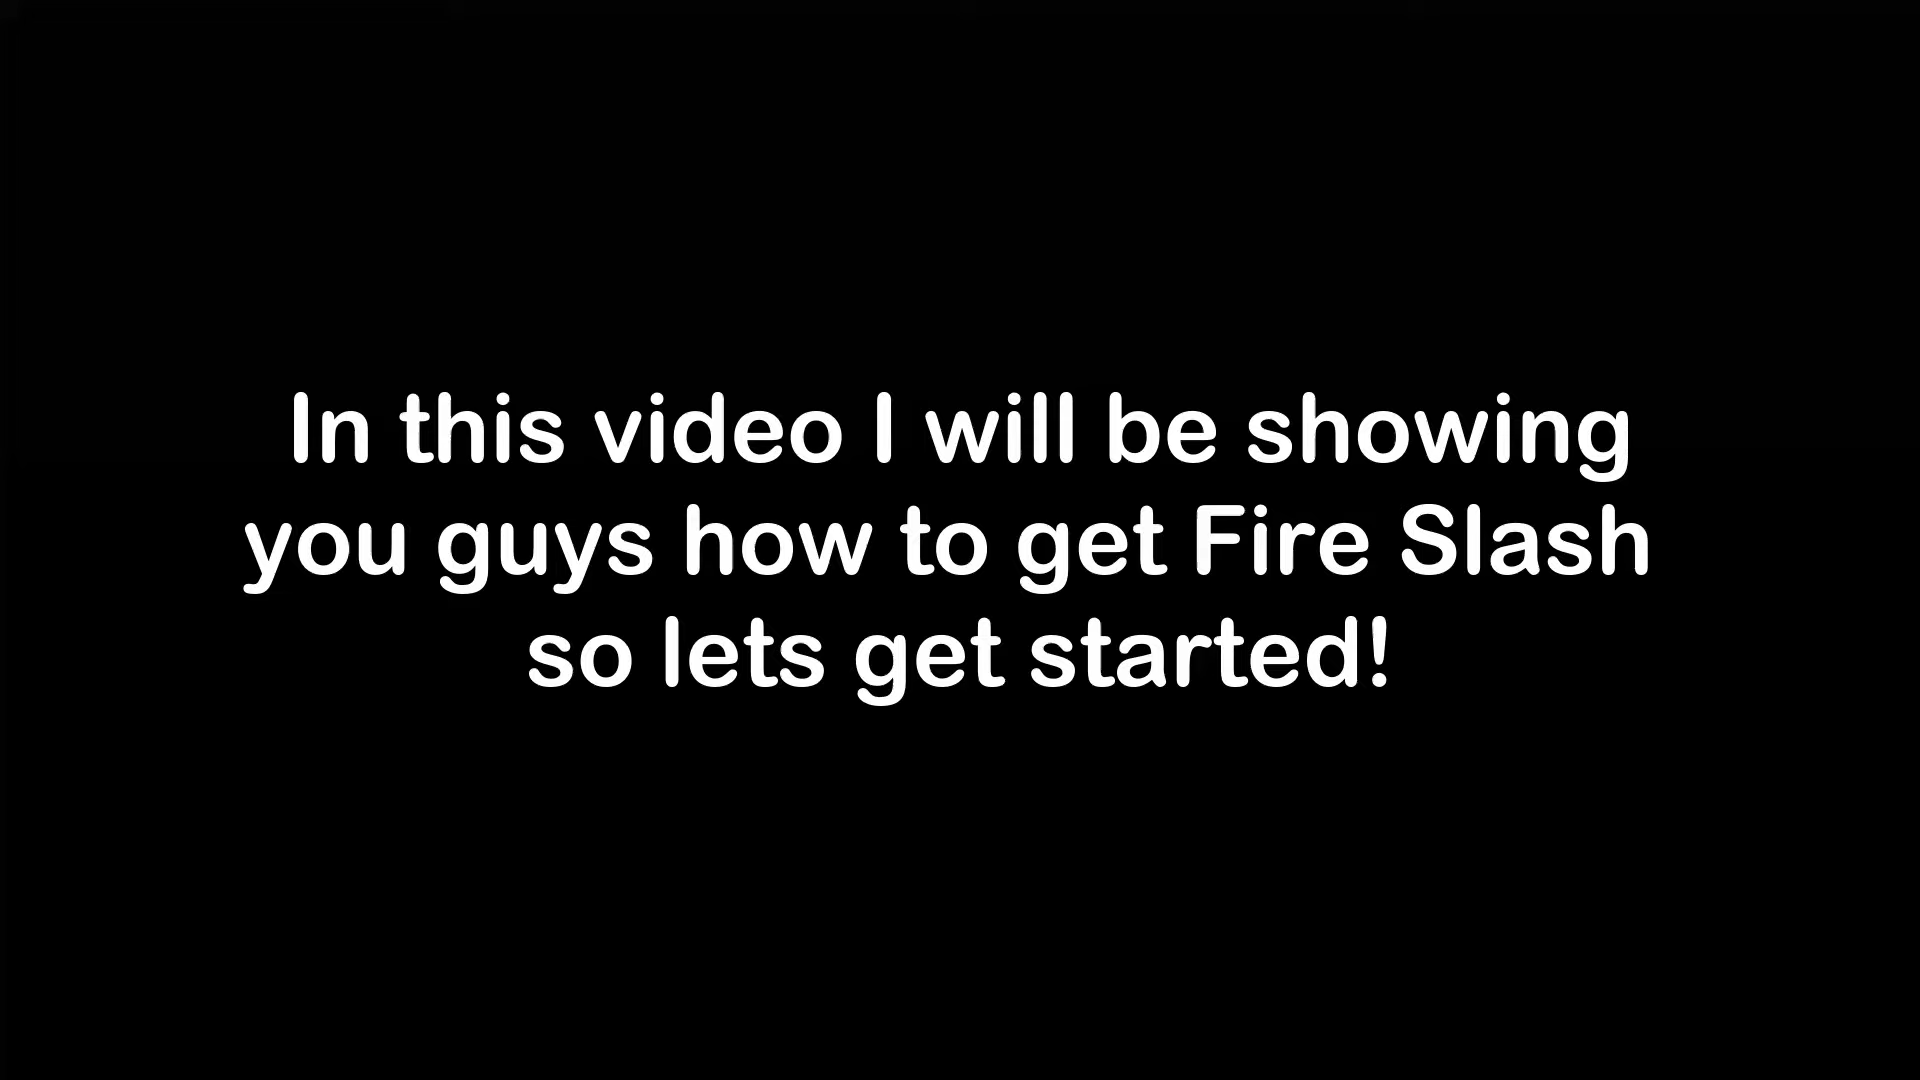 In this video I will be showing
you guys how to get Fire Slash
so lets get started!